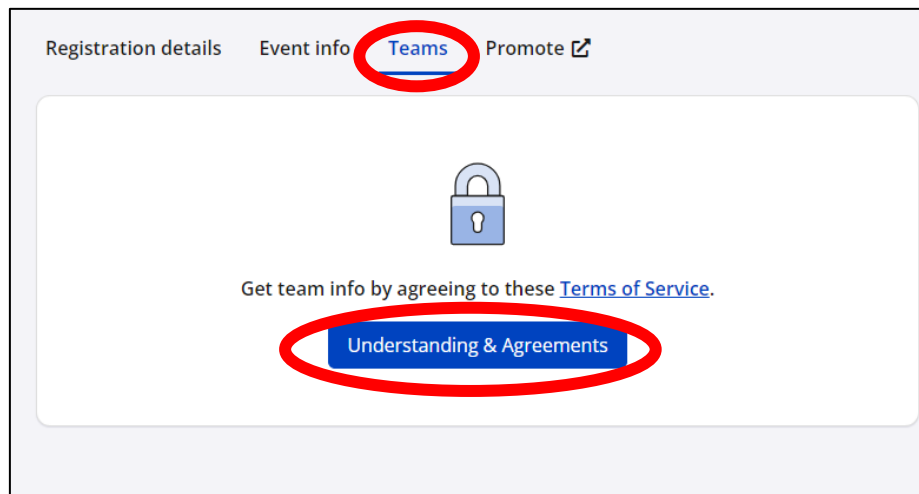 Registration details Event info Teams Promote
Get team info by agreeing to these Terms of Service.
Understanding & Agreements